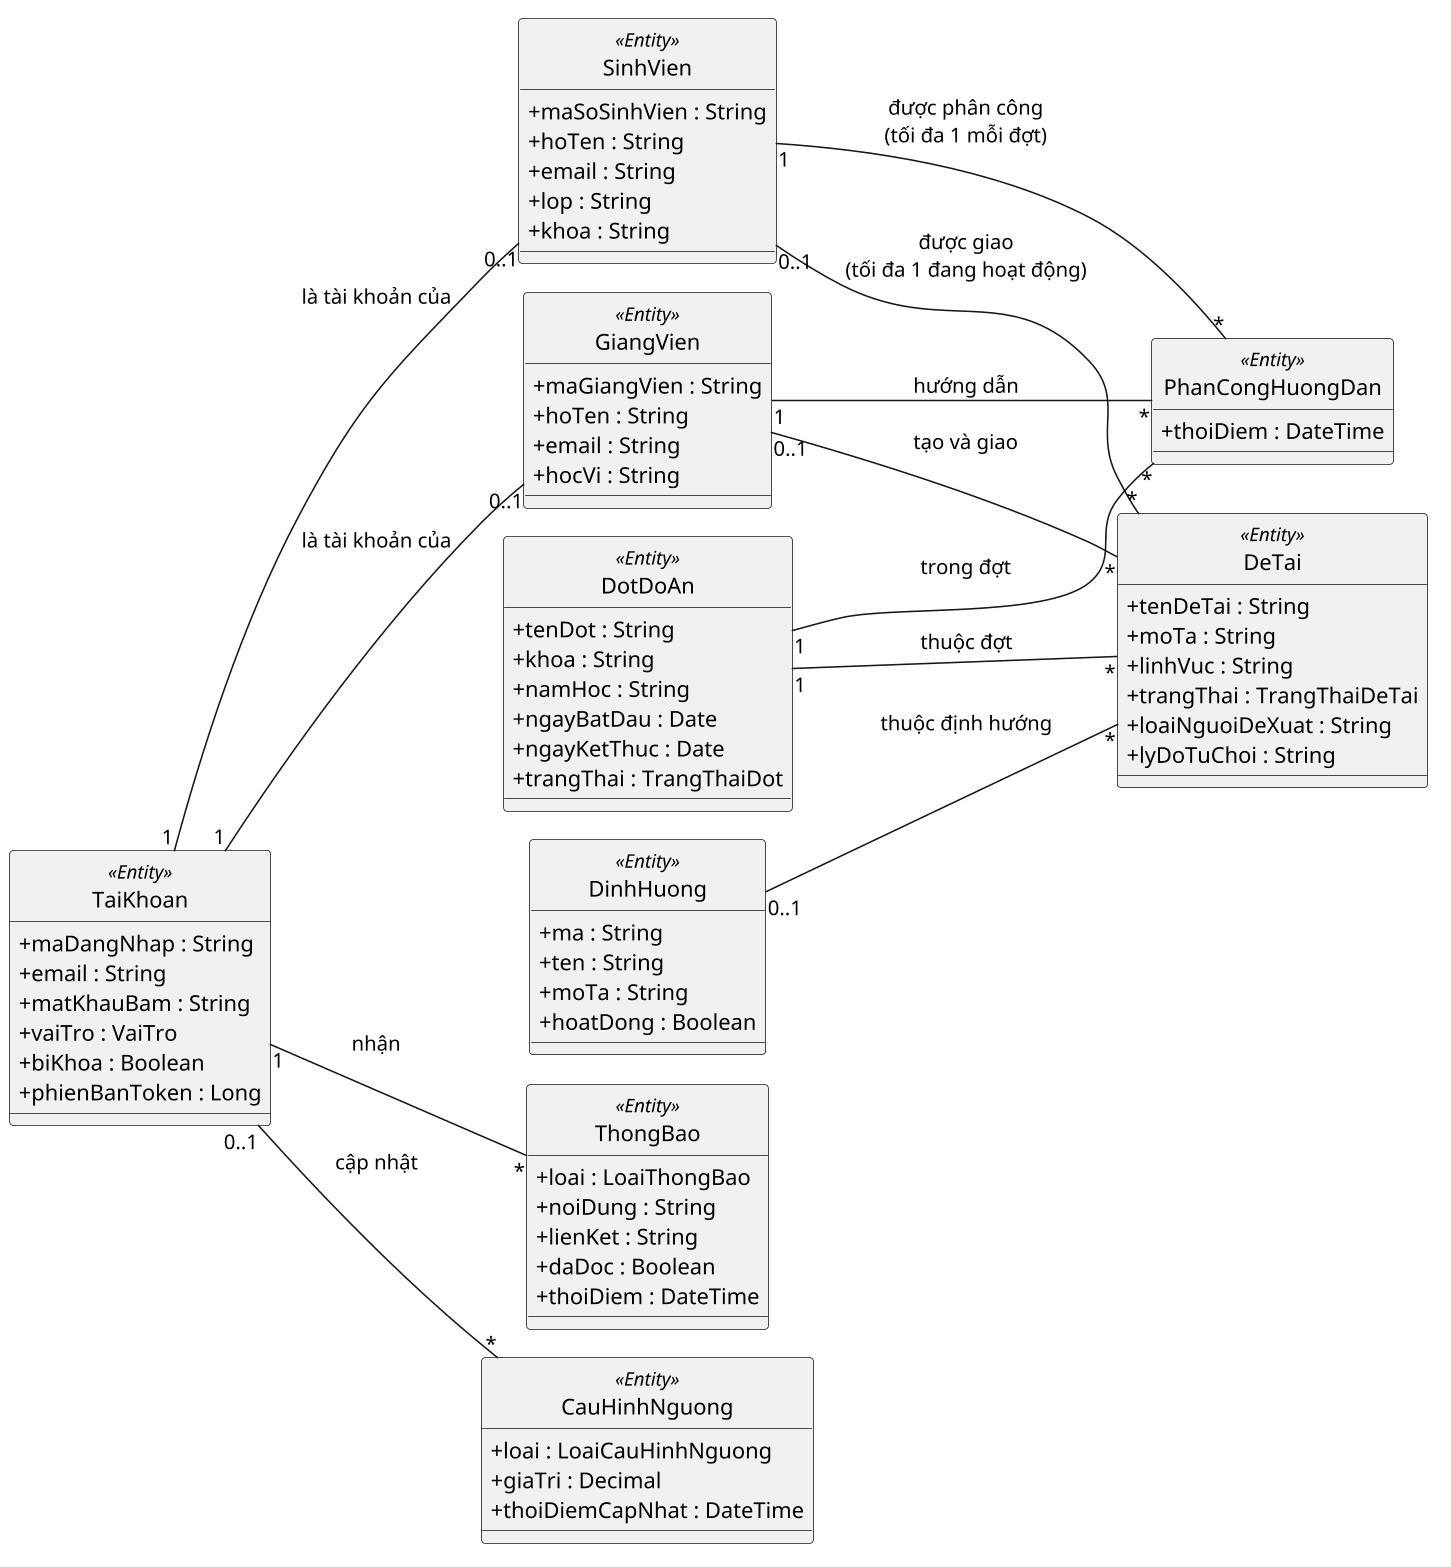 «Entity»
SinhVien
+maSoSinhVien : String
+hoTen : String
+email : String
+lop : String
+khoa : String
được phân công
(tối đa 1 mỗi đợt)
1
*
0..1
là tài khoản của
0..1
được giao
(tối đa 1 đang hoạt động)
*
«Entity»
GiangVien
+maGiangVien : String
+hoTen : String
+email : String
+hocVi : String
hướng dẫn
1
*
0..1
tạo và giao
*
là tài khoản của
0..1
«Entity»
PhanCongHuongDan
+thoiDiem : DateTime
«Entity»
DotDoAn
+tenDot : String
+khoa : String
+namHoc : String
+ngayBatDau : Date
+ngayKetThuc : Date
+trangThai : TrangThaiDot
trong đợt
1
*
thuộc đợt
1
*
«Entity»
DeTai
+tenDeTai : String
+moTa : String
+linhVuc : String
+trangThai : TrangThaiDeTai
+loaiNguoiDeXuat : String
+lyDoTuChoi : String
thuộc định hướng
*
0..1
«Entity»
DinhHuong
+ma : String
+ten : String
+moTa : String
+hoatDong : Boolean
1
1
«Entity»
TaiKhoan
+maDangNhap : String
+email : String
+matKhauBam : String
+vaiTro : VaiTro
+biKhoa : Boolean
+phienBanToken : Long
nhận
1
*
0..1
cập nhật
*
«Entity»
ThongBao
+loai : LoaiThongBao
+noiDung : String
+lienKet : String
+daDoc : Boolean
+thoiDiem : DateTime
«Entity»
CauHinhNguong
+loai : LoaiCauHinhNguong
+giaTri : Decimal
+thoiDiemCapNhat : DateTime